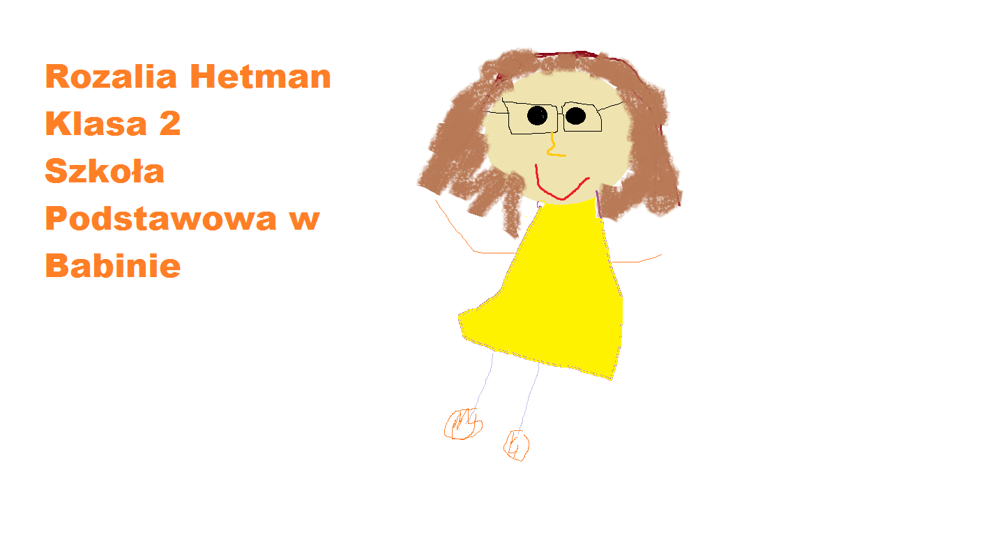 Rozalia Hetman
Klasa 2
Szkoła
Podstawowa w
Babinie